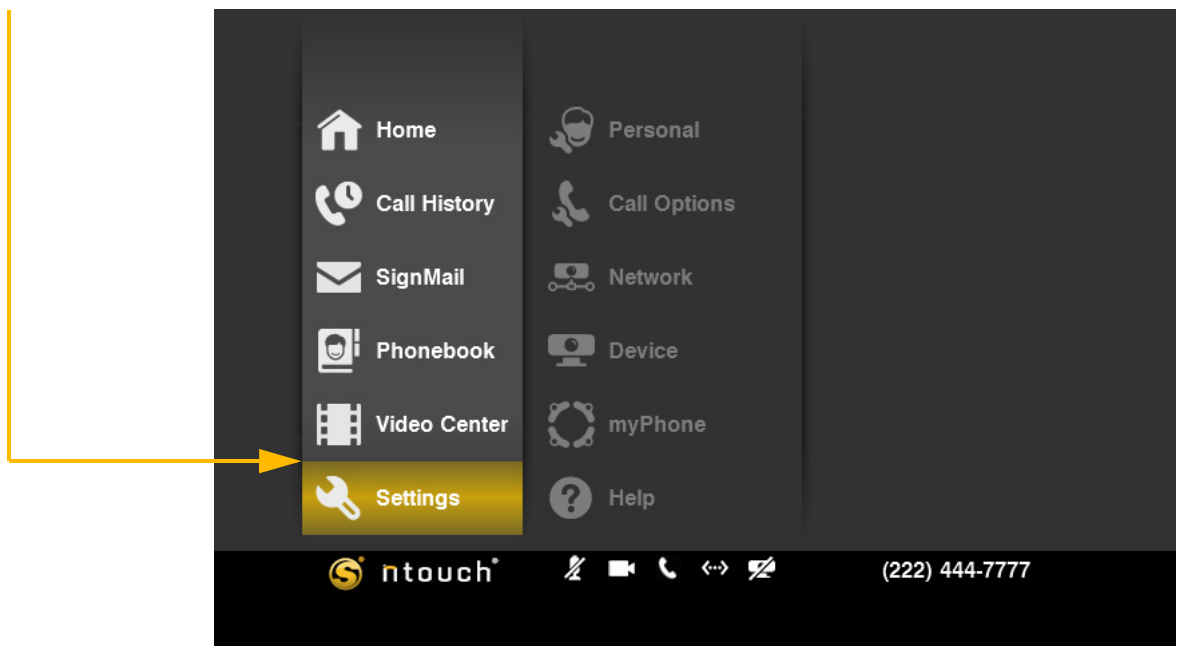 Home
Personal
Call History
Call Options
SignMail
Network
Phonebook
Device
Video Center
myPhone
Settings
Help
ntouch
(222) 444-7777